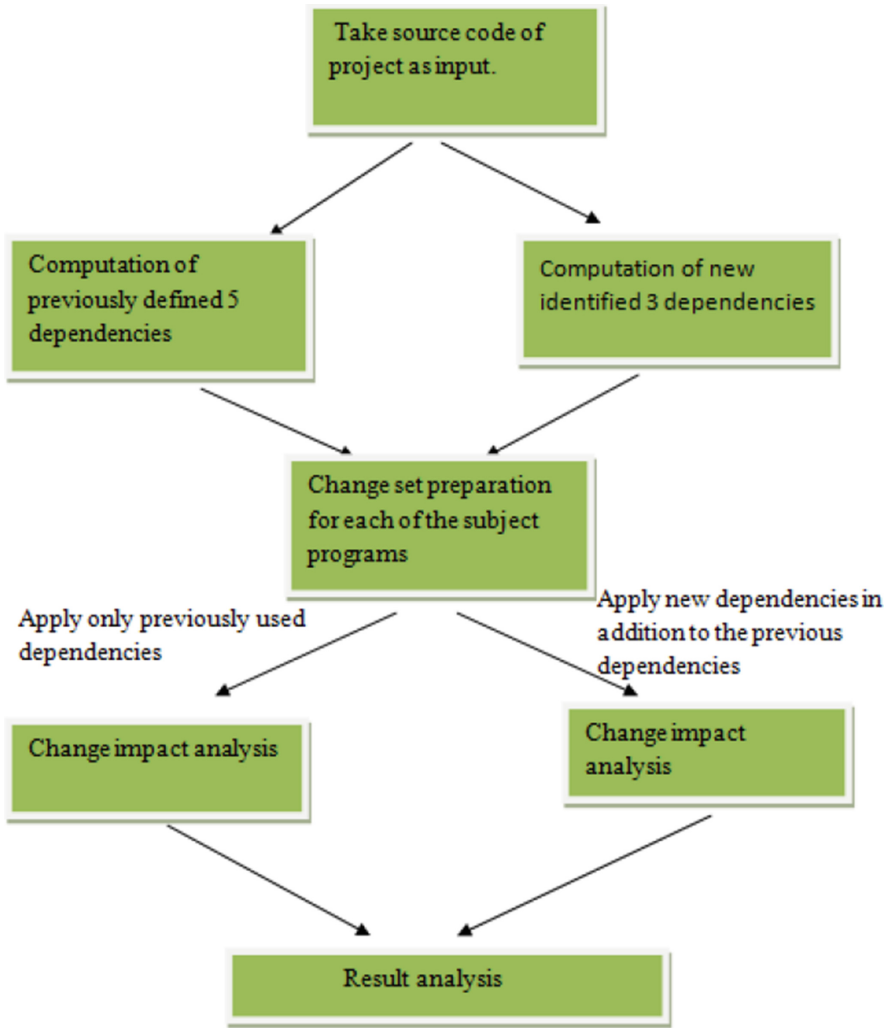 Take source code of
project as input.
Computation of
previously defined 5
dependencies
Computation of new
identified 3 dependencies
Change set preparation
for each of the subject
programs
Apply only previously used
dependencies
Apply new dependencies in
addition to the previous
dependencies
Change impact analysis
Change impact
analysis
Result analysis